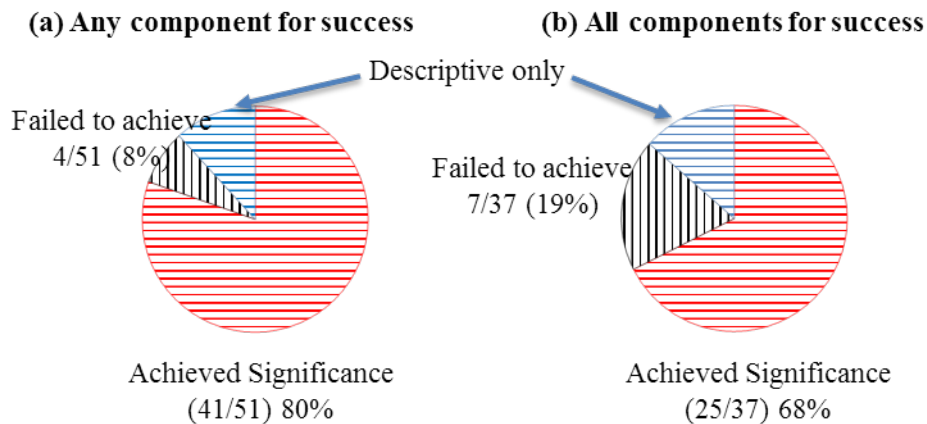 (a) Any component for success
(b) All components for success
Descriptive only
Failed to achieve
4/51 (8%)
Failed to achieve
7/37 (19%)
Achieved Significance
(41/51) 80%
Achieved Significance
(25/37) 68%